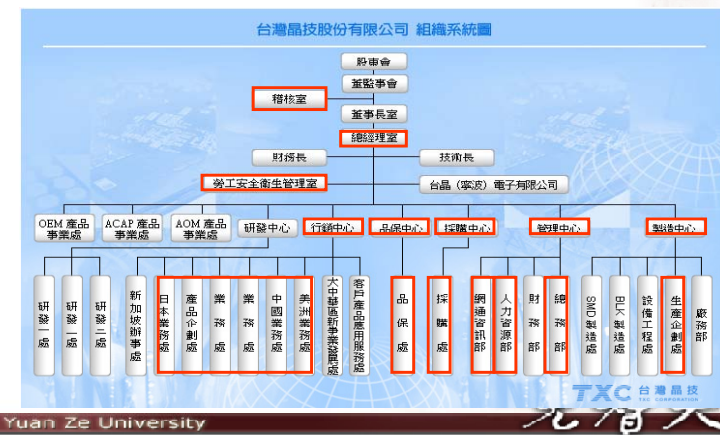 台灣晶技股份有限公司 組織系統圖
股東會
董監事會
稽核室
董事長室
總經理室
財務長
技術長
勞工安全衛生管理室
台晶（寧波）電子有限公司
OEM 產品
事業處
ACAP 產品
事業處
AOM 產品
事業處
研發中心
行銷中心
品保中心
採購中心
管理中心
製造中心
研發一處
研發二處
研發三處
新加坡辦事處
日本業務處
產品企劃處
業務處
業務處
中國業務處
美洲業務處
大中華區新事業發展處
客戶產品應用服務處
品保處
採購處
網通資訊部
人力資源部
財務部
總務部
SMD 製造處
BLK 製造處
設備工程處
生產企劃處
廠務部
TXC 台灣晶技
TXC CORPORATION
Yuan Ze University